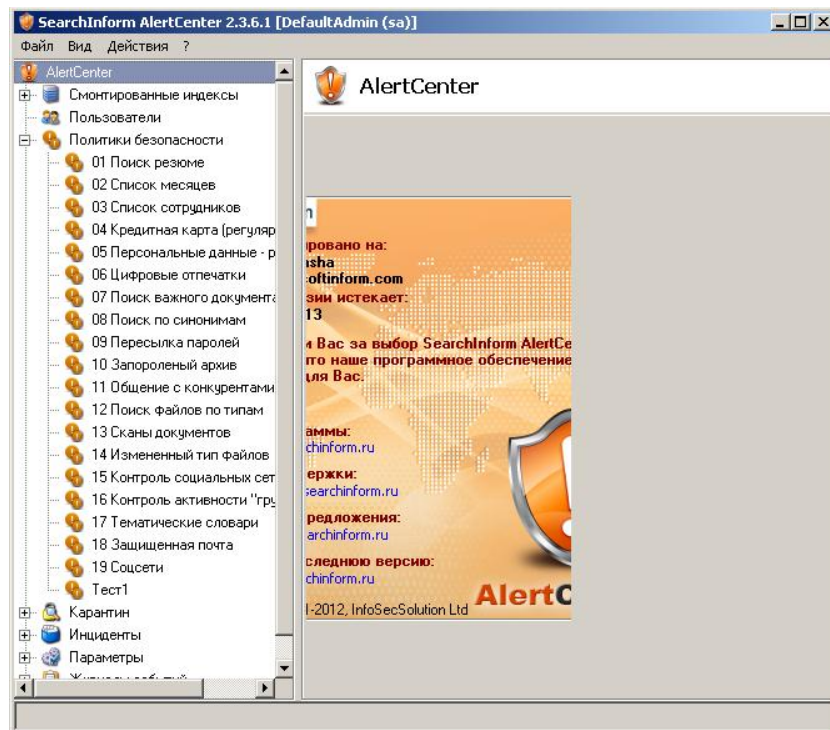 SearchInform AlertCenter 2.3.6.1 [DefaultAdmin (sa)]
Файл Вид Действия ?
AlertCenter
Смонтированные индексы
Пользователи
Политики безопасности
01 Поиск резюме
02 Список месяцев
03 Список сотрудников
04 Кредитная карта (регуляр
05 Персональные данные - р
06 Цифровые отпечатки
07 Поиск важного документа
08 Поиск по синонимам
09 Пересылка паролей
10 Запороленый архив
11 Общение с конкурентами
12 Поиск файлов по типам
13 Сканы документов
14 Измененный тип файлов
15 Контроль социальных сет
16 Контроль активности "гру
17 Тематические словари
18 Защищенная почта
19 Соцсети
Тест1
Карантин
Инциденты
Параметры
Журналы событий
AlertCenter
ровано на:
asha
oftinform.com
зии истекает:
13
м Вас за выбор SearchInform AlertCe
что наше программное обеспечение
для Вас.
аммы:
chinform.ru
ержки:
searchinform.ru
редложения:
archinform.ru
следнюю версию:
chinform.ru
-2012, InfoSecSolution Ltd
AlertC